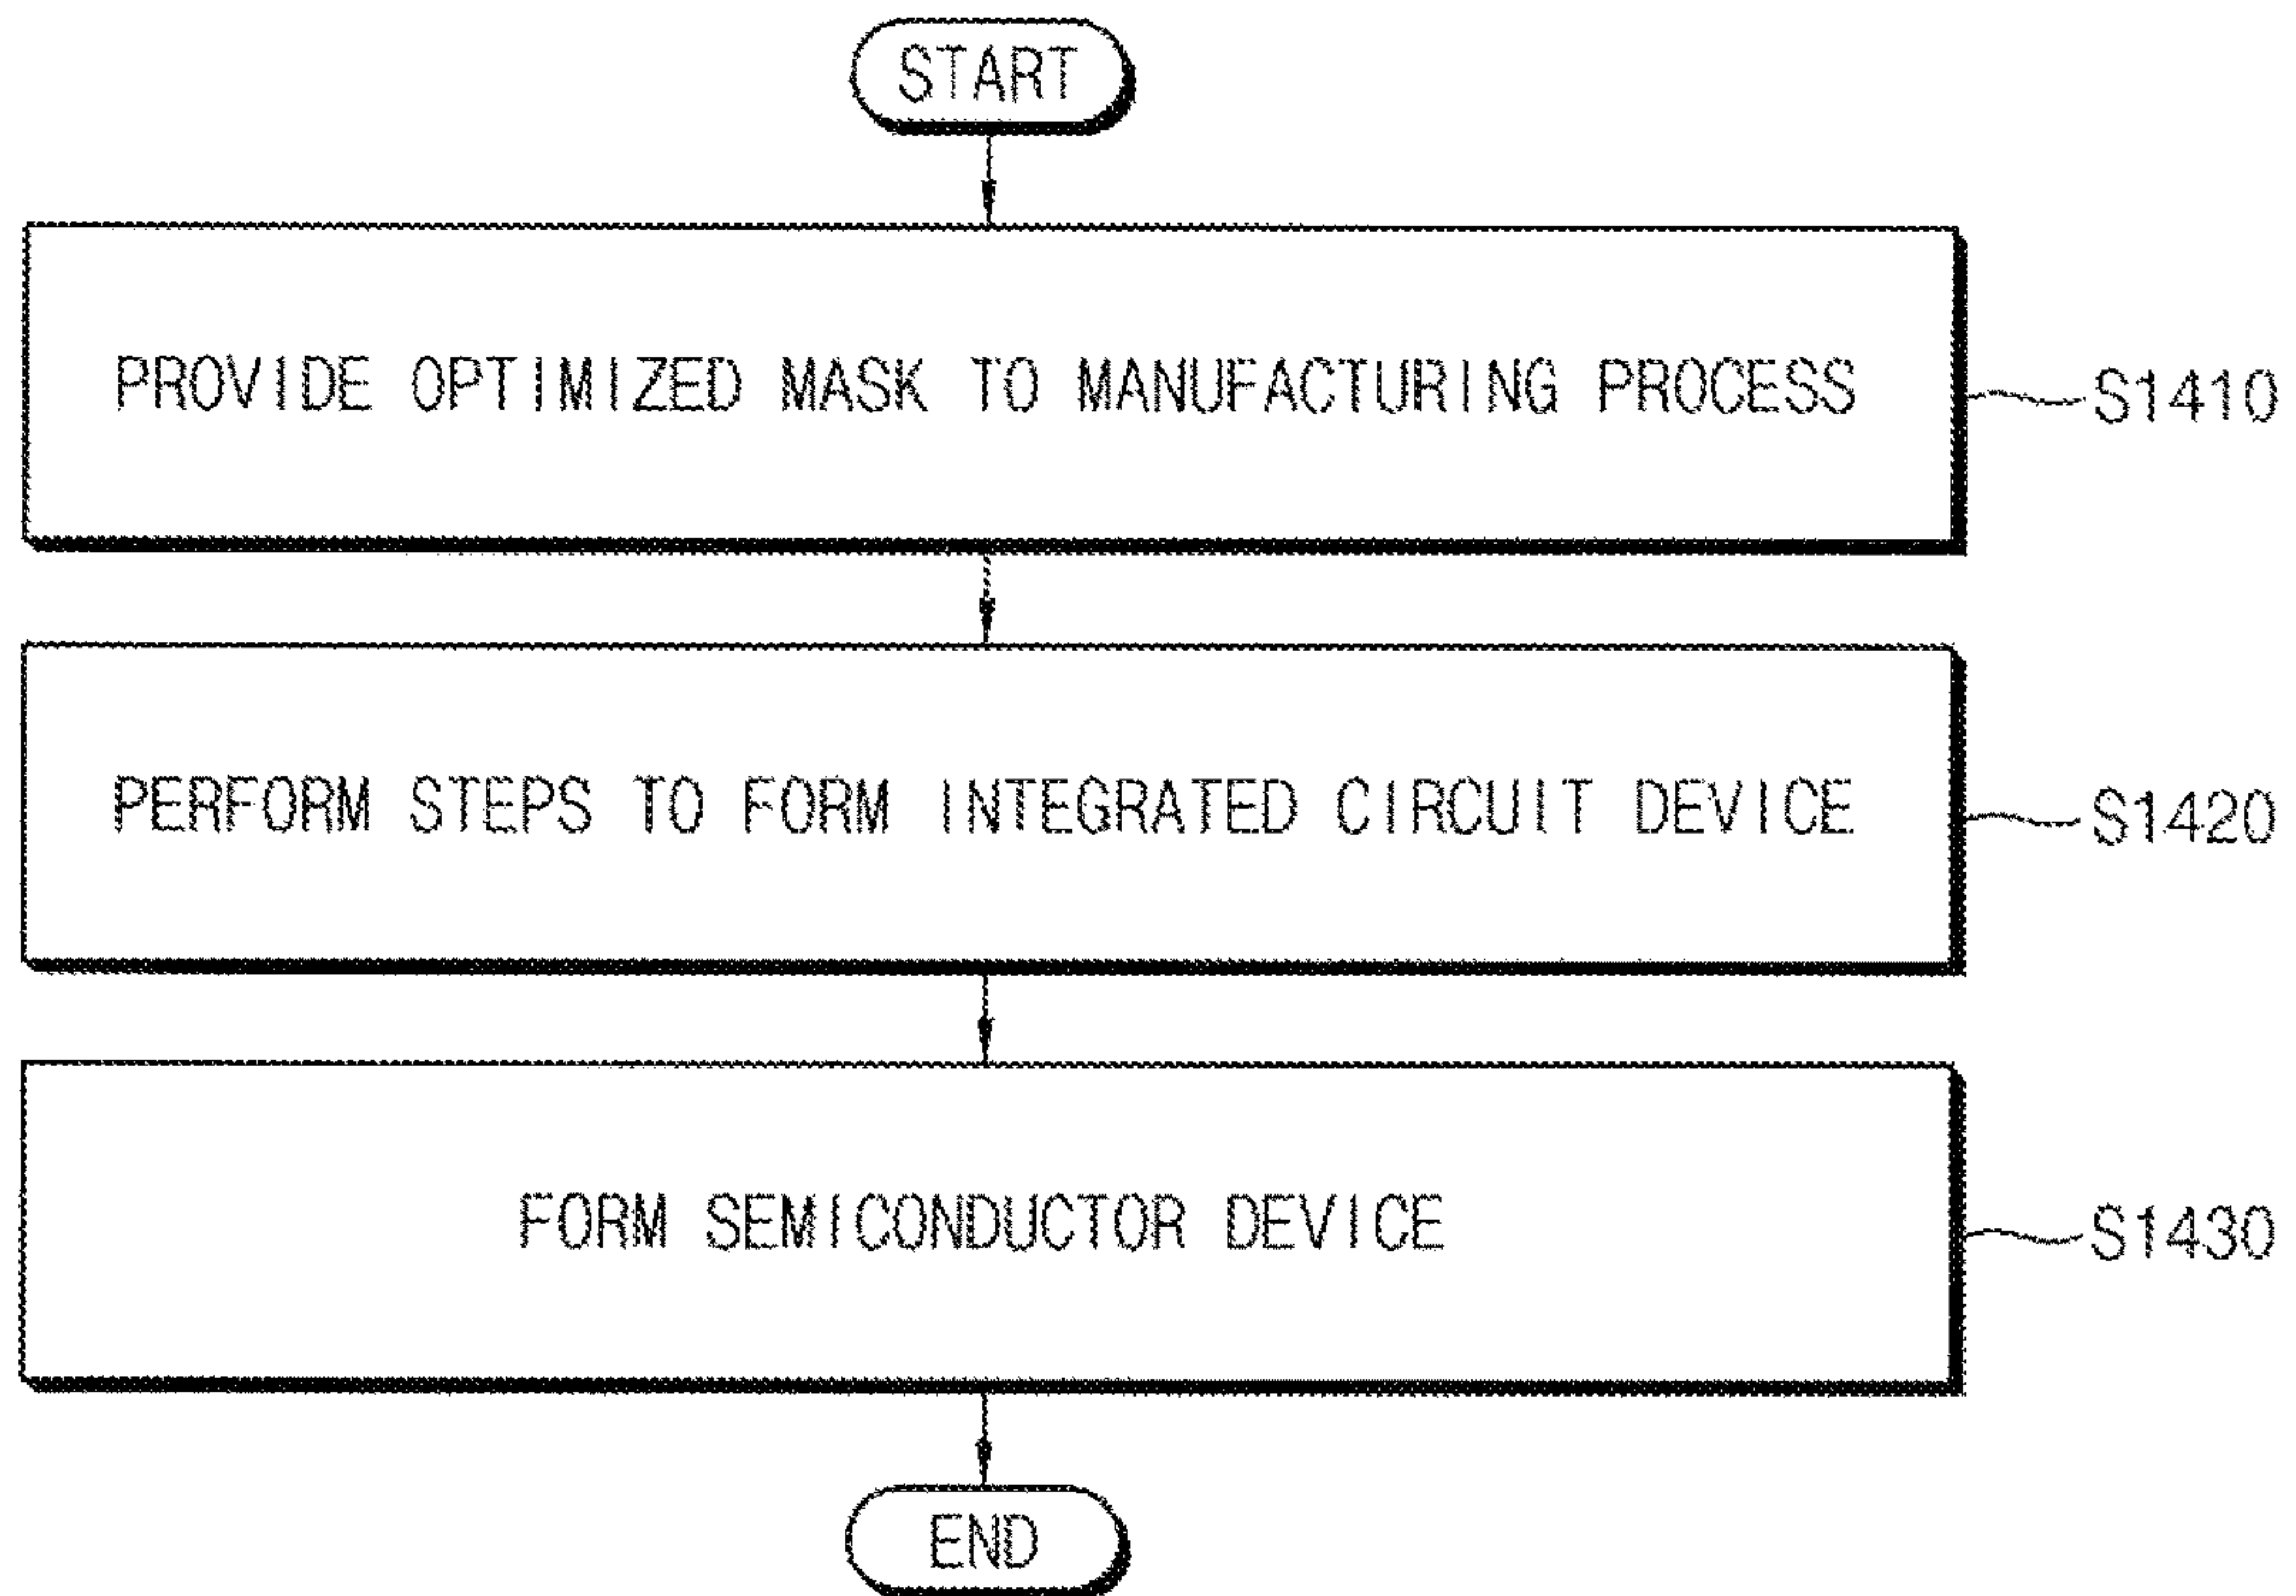 START
PROVIDE OPTIMIZED MASK TO MANUFACTURING PROCESS
S1410
PERFORM STEPS TO FORM INTEGRATED CIRCUIT DEVICE
S1420
FORM SEMICONDUCTOR DEVICE
S1430
END